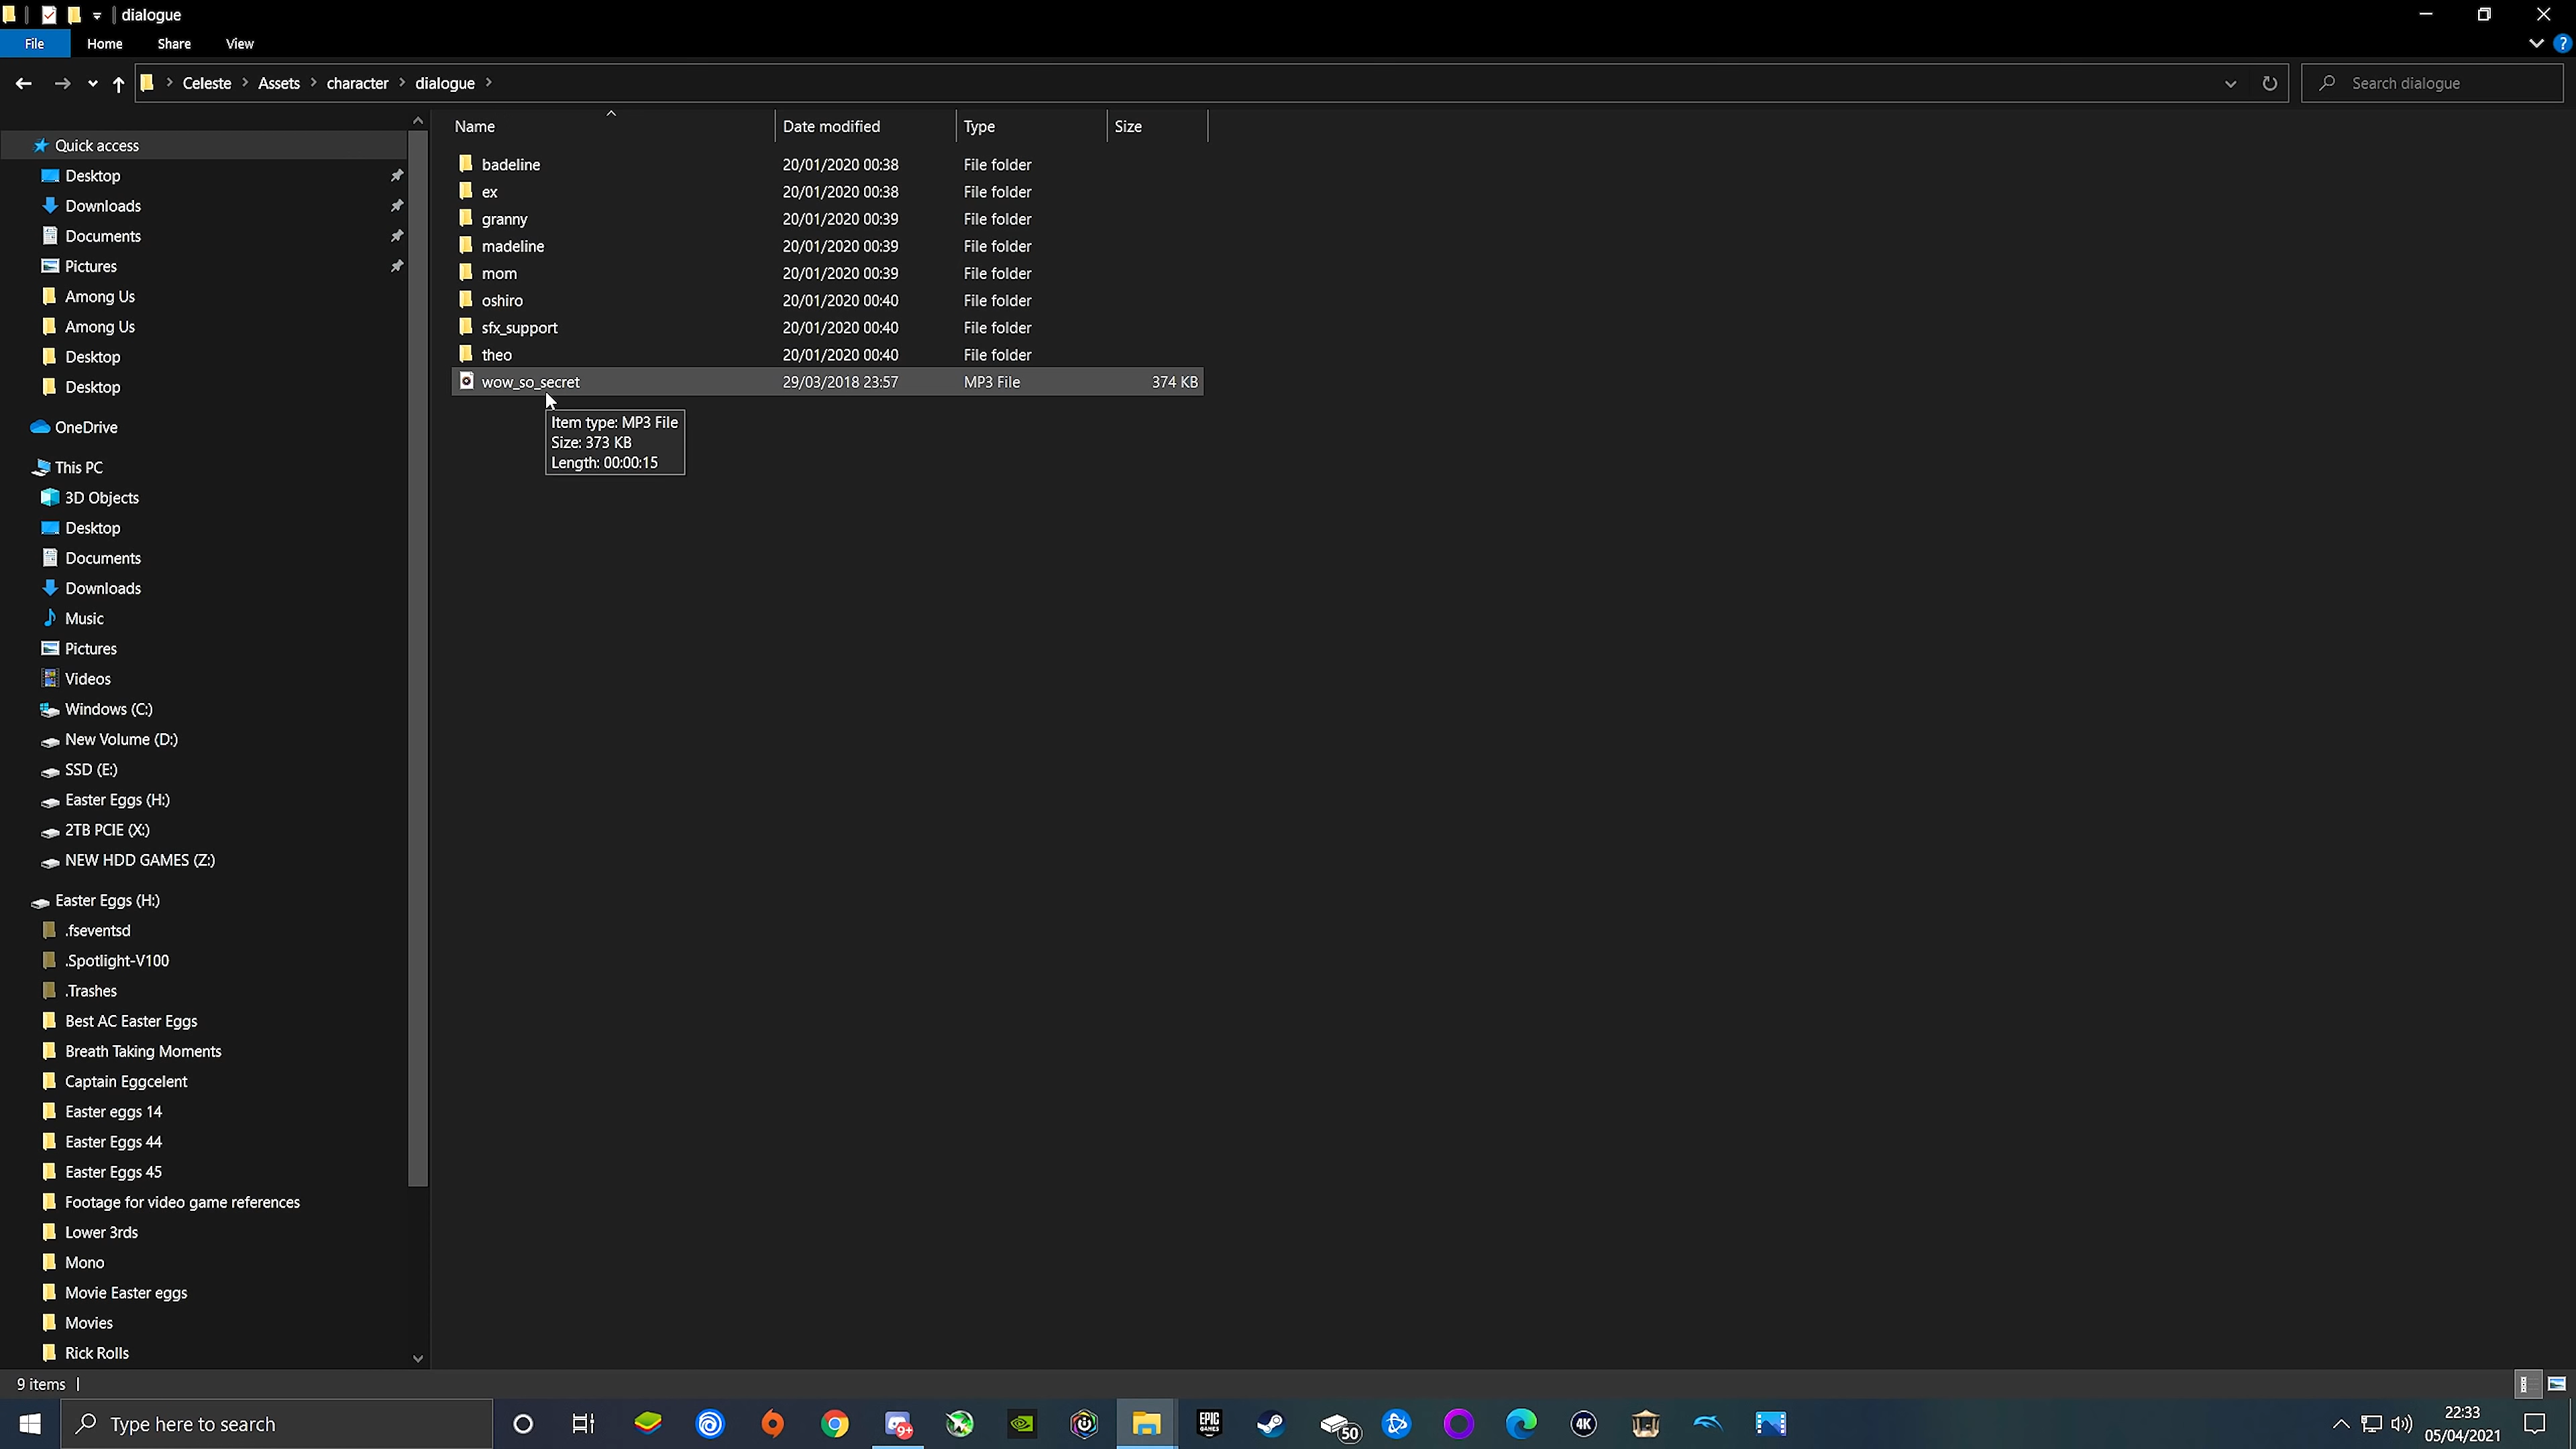 dialogue
File Home Share View
Celeste Assets character dialogue
Search dialogue
Name Date modified Type Size
badeline 20/01/2020 00:38 File folder
ex 20/01/2020 00:38 File folder
granny 20/01/2020 00:39 File folder
madeline 20/01/2020 00:39 File folder
mom 20/01/2020 00:39 File folder
oshiro 20/01/2020 00:40 File folder
sfx_support 20/01/2020 00:40 File folder
theo 20/01/2020 00:40 File folder
wow_so_secret 29/03/2018 23:57 MP3 File 374 KB
Item type: MP3 File
Size: 373 KB
Length: 00:00:15
Quick access
Desktop
Downloads
Documents
Pictures
Among Us
Among Us
Desktop
Desktop
OneDrive
This PC
3D Objects
Desktop
Documents
Downloads
Music
Pictures
Videos
Windows (C:)
New Volume (D:)
SSD (E:)
Easter Eggs (H:)
2TB PCIE (X:)
NEW HDD GAMES (Z:)
Easter Eggs (H:)
.fseventsd
.Spotlight-V100
.Trashes
Best AC Easter Eggs
Breath Taking Moments
Captain Eggcelent
Easter eggs 14
Easter Eggs 44
Easter Eggs 45
Footage for video game references
Lower 3rds
Mono
Movie Easter eggs
Movies
Rick Rolls
9 items
Type here to search
9+
EPIC
GAMES
50
4K
22:33
05/04/2021